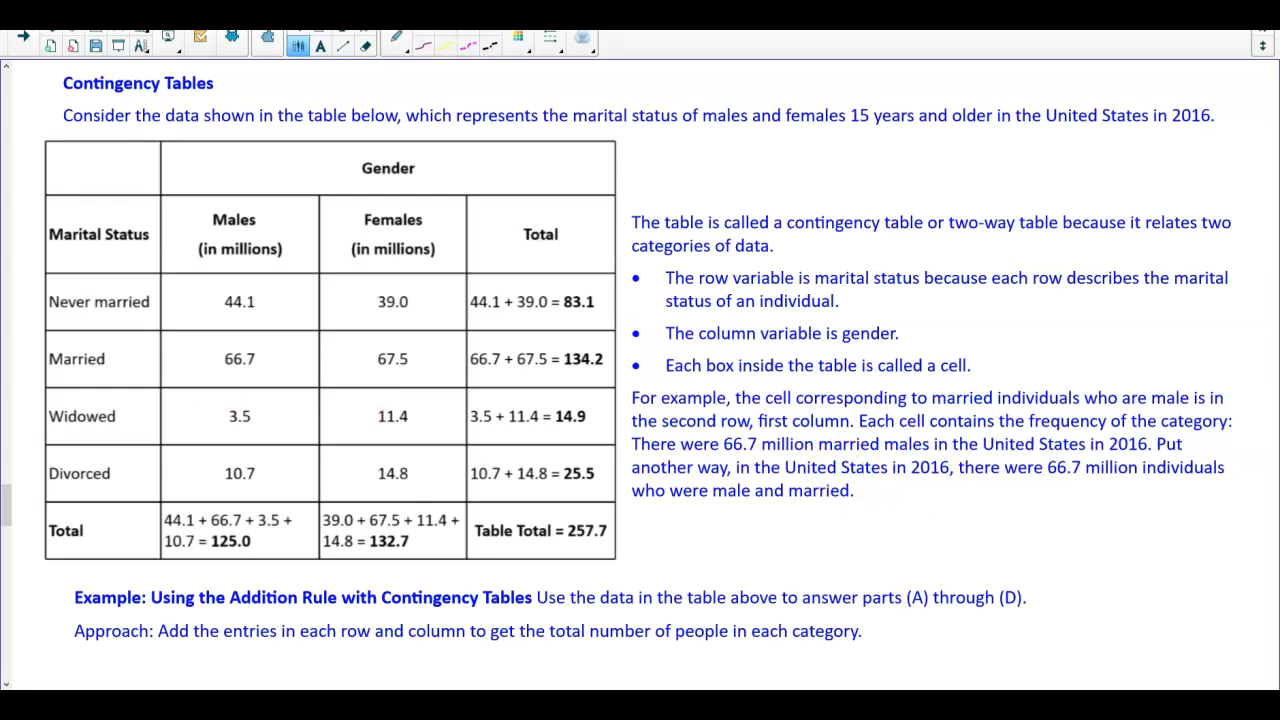 Contingency Tables
Consider the data shown in the table below, which represents the marital status of males and females 15 years and older in the United States in 2016.
Gender
Marital Status
Males
(in millions)
Females
(in millions)
Total
Never married 44.1 39.0 44.1 + 39.0 = 83.1
Married 66.7 67.5 66.7 + 67.5 = 134.2
Widowed 3.5 11.4 3.5 + 11.4 = 14.9
Divorced 10.7 14.8 10.7 + 14.8 = 25.5
Total
44.1 + 66.7 + 3.5 +
10.7 = 125.0
39.0 + 67.5 + 11.4 +
14.8 = 132.7
Table Total = 257.7
The table is called a contingency table or two-way table because it relates two
categories of data.
• The row variable is marital status because each row describes the marital
status of an individual.
• The column variable is gender.
• Each box inside the table is called a cell.
For example, the cell corresponding to married individuals who are male is in
the second row, first column. Each cell contains the frequency of the category:
There were 66.7 million married males in the United States in 2016. Put
another way, in the United States in 2016, there were 66.7 million individuals
who were male and married.
Example: Using the Addition Rule with Contingency Tables Use the data in the table above to answer parts (A) through (D).
Approach: Add the entries in each row and column to get the total number of people in each category.